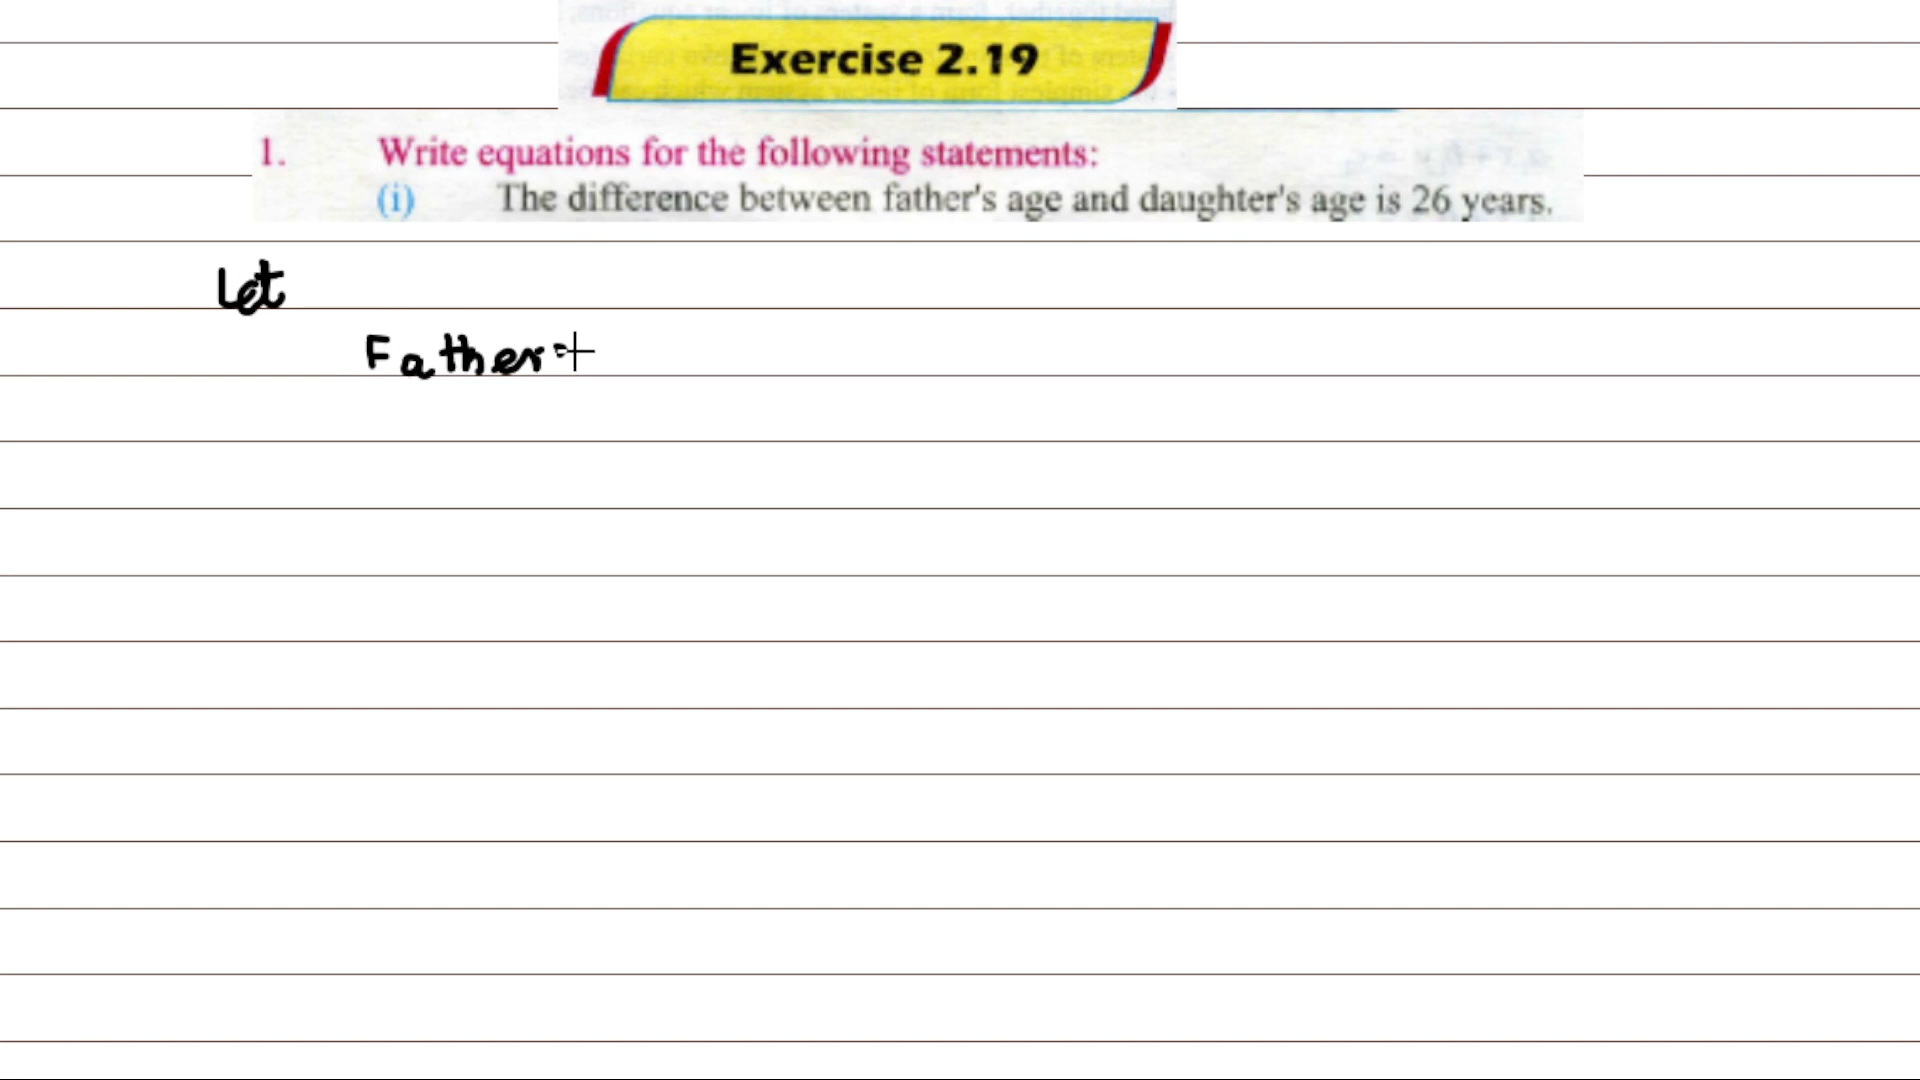 Exercise 2.19
1. Write equations for the following statements:
(i) The difference between father's age and daughter's age is 26 years.
Let
Father